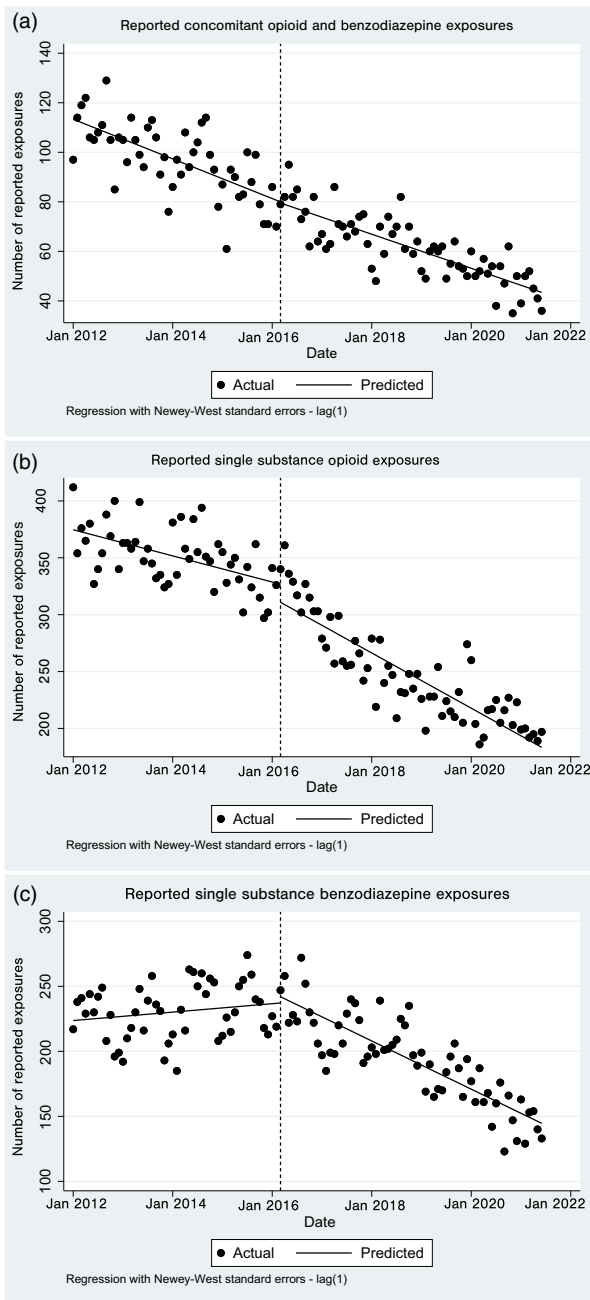 (a)
Reported concomitant opioid and benzodiazepine exposures
Number of reported exposures
140
120
100
80
60
40
Jan 2012 Jan 2014 Jan 2016 Jan 2018 Jan 2020 Jan 2022
Date
Actual Predicted
Regression with Newey-West standard errors - lag(1)
(b)
Reported single substance opioid exposures
Number of reported exposures
400
350
300
250
200
Jan 2012 Jan 2014 Jan 2016 Jan 2018 Jan 2020 Jan 2022
Date
Actual Predicted
Regression with Newey-West standard errors - lag(1)
(c)
Reported single substance benzodiazepine exposures
Number of reported exposures
300
250
200
150
100
Jan 2012 Jan 2014 Jan 2016 Jan 2018 Jan 2020 Jan 2022
Date
Actual Predicted
Regression with Newey-West standard errors - lag(1)